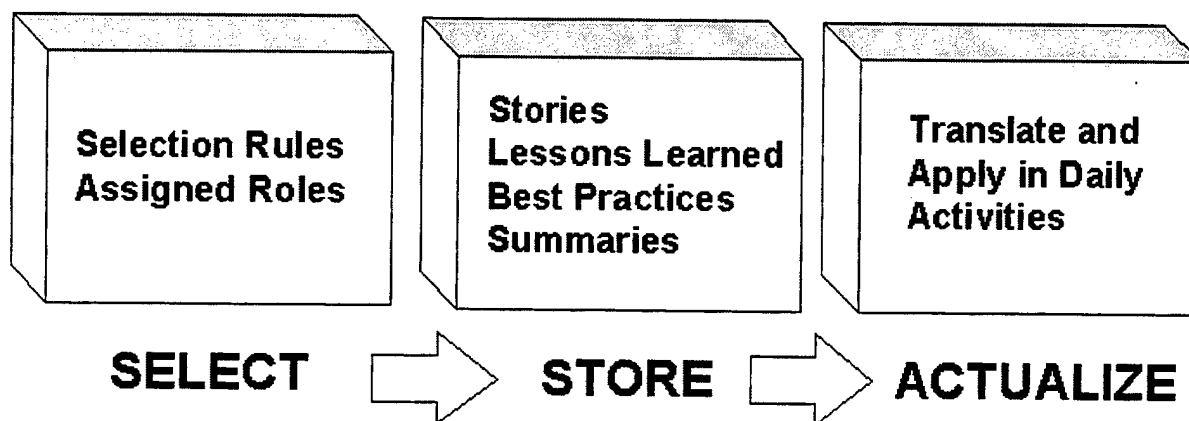 Selection Rules
Assigned Roles
Stories
Lessons Learned
Best Practices
Summaries
Translate and
Apply in Daily
Activities
SELECT
STORE
ACTUALIZE